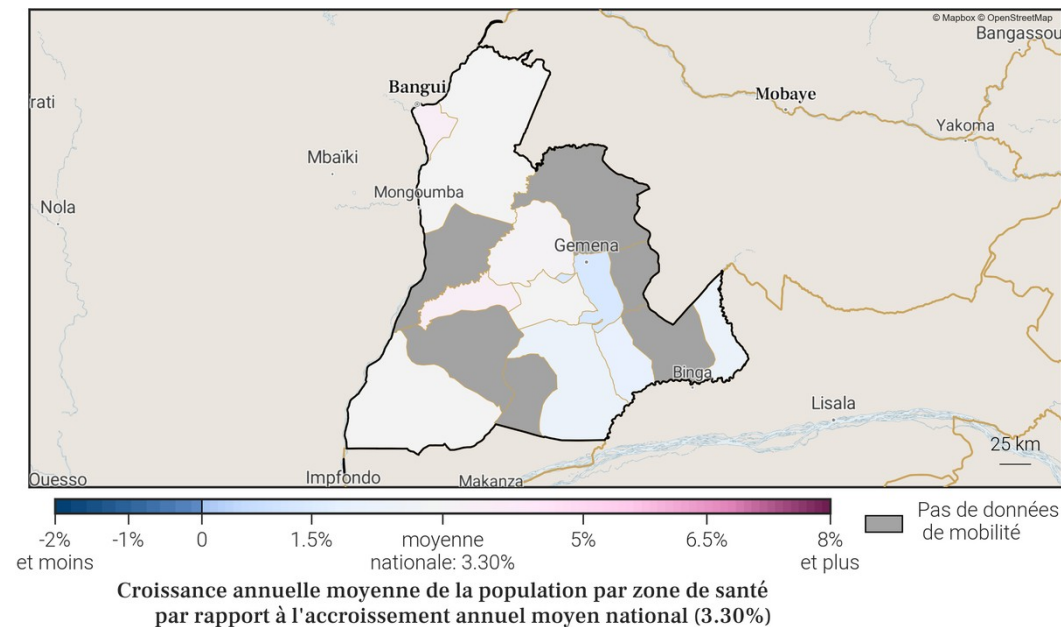 © Mapbox © OpenStreetMap
Bangassou
Bangui
Mobaye
rati
Yakoma
Mbaïki
Mongoumba
Nola
Gemena
Binga
Lisala
25 km
Ouesso
Impfondo
Makanza
-2%
et moins
-1%
0
1.5%
moyenne
nationale: 3.30%
5%
6.5%
8%
et plus
Pas de données
de mobilité
Croissance annuelle moyenne de la population par zone de santé
par rapport à l'accroissement annuel moyen national (3.30%)